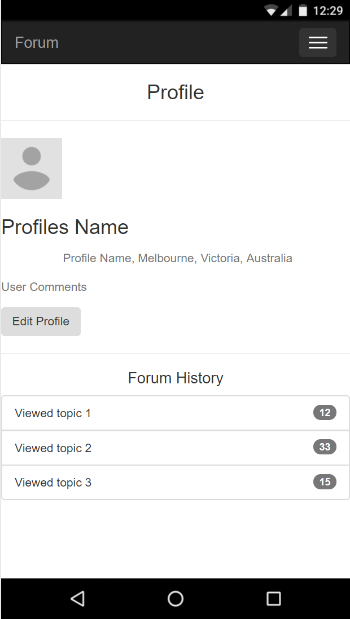 12:29
Forum
Profile
Profiles Name
Profile Name, Melbourne, Victoria, Australia
User Comments
Edit Profile
Forum History
Viewed topic 1 12
Viewed topic 2 33
Viewed topic 3 15